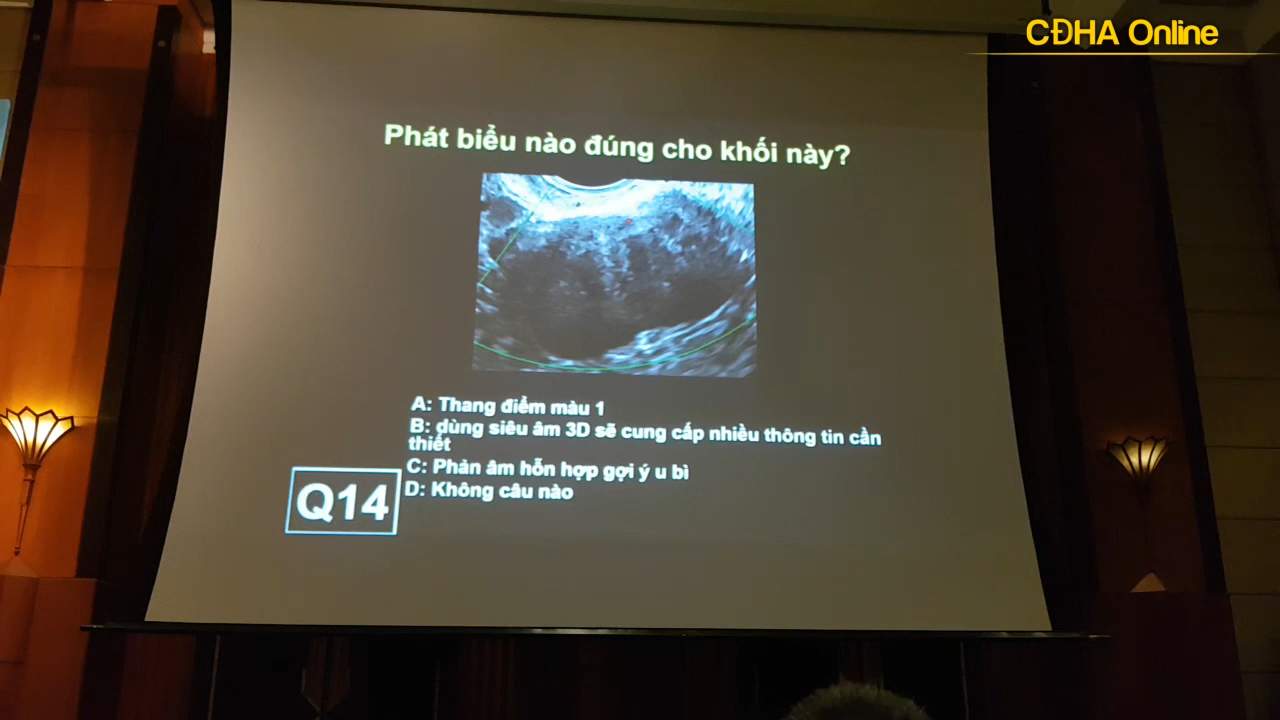 CĐHA Online
Phát biểu nào đúng cho khối này?
A: Thang điểm màu 1
B: dùng siêu âm 3D sẽ cung cấp nhiều thông tin cần
thiết
C: Phản âm hỗn hợp gợi ý u bì
D: Không câu nào
Q14